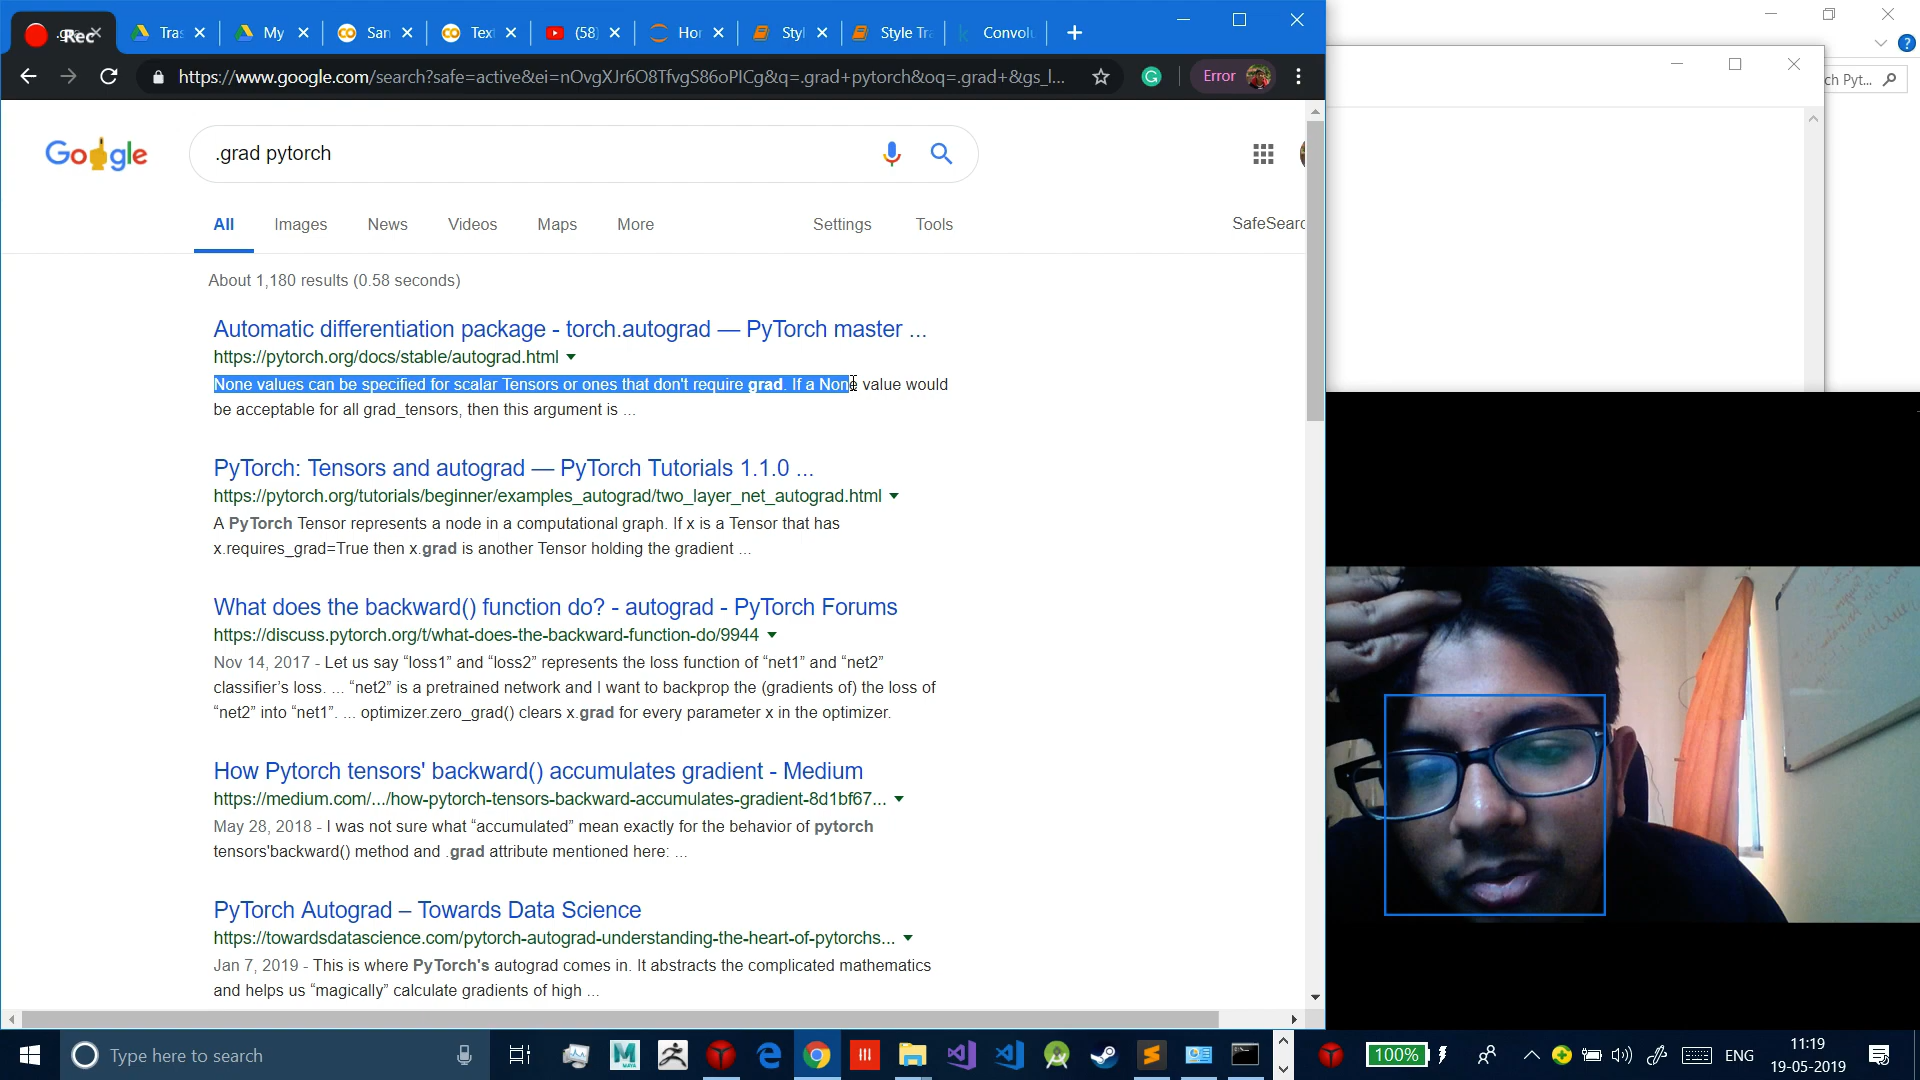 Rec
Tra
My
San
Text
(58)
Ho
Styl
Style Tra
Convolu
https://www.google.com/search?safe=active&ei=nOvgXJr6O8TfvgS86oPICg&q=.grad+pytorch&oq=.grad+&gs_l...
Error
ch Pyt...
Google
.grad pytorch
All
Images
News
Videos
Maps
More
Settings
Tools
SafeSearc
About 1,180 results (0.58 seconds)
Automatic differentiation package - torch.autograd — PyTorch master ...
https://pytorch.org/docs/stable/autograd.html
None values can be specified for scalar Tensors or ones that don't require grad. If a None value would
be acceptable for all grad_tensors, then this argument is ...
PyTorch: Tensors and autograd — PyTorch Tutorials 1.1.0 ...
https://pytorch.org/tutorials/beginner/examples_autograd/two_layer_net_autograd.html
A PyTorch Tensor represents a node in a computational graph. If x is a Tensor that has
x.requires_grad=True then x.grad is another Tensor holding the gradient ...
What does the backward() function do? - autograd - PyTorch Forums
https://discuss.pytorch.org/t/what-does-the-backward-function-do/9944
Nov 14, 2017 - Let us say “loss1” and “loss2” represents the loss function of “net1” and “net2”
classifier’s loss. ... “net2” is a pretrained network and I want to backprop the (gradients of) the loss of
“net2” into “net1”. ... optimizer.zero_grad() clears x.grad for every parameter x in the optimizer.
How Pytorch tensors' backward() accumulates gradient - Medium
https://medium.com/.../how-pytorch-tensors-backward-accumulates-gradient-8d1bf67...
May 28, 2018 - I was not sure what “accumulated” mean exactly for the behavior of pytorch
tensors'backward() method and .grad attribute mentioned here: ...
PyTorch Autograd – Towards Data Science
https://towardsdatascience.com/pytorch-autograd-understanding-the-heart-of-pytorchs...
Jan 7, 2019 - This is where PyTorch's autograd comes in. It abstracts the complicated mathematics
and helps us “magically” calculate gradients of high ...
Type here to search
100%
ENG
11:19
19-05-2019